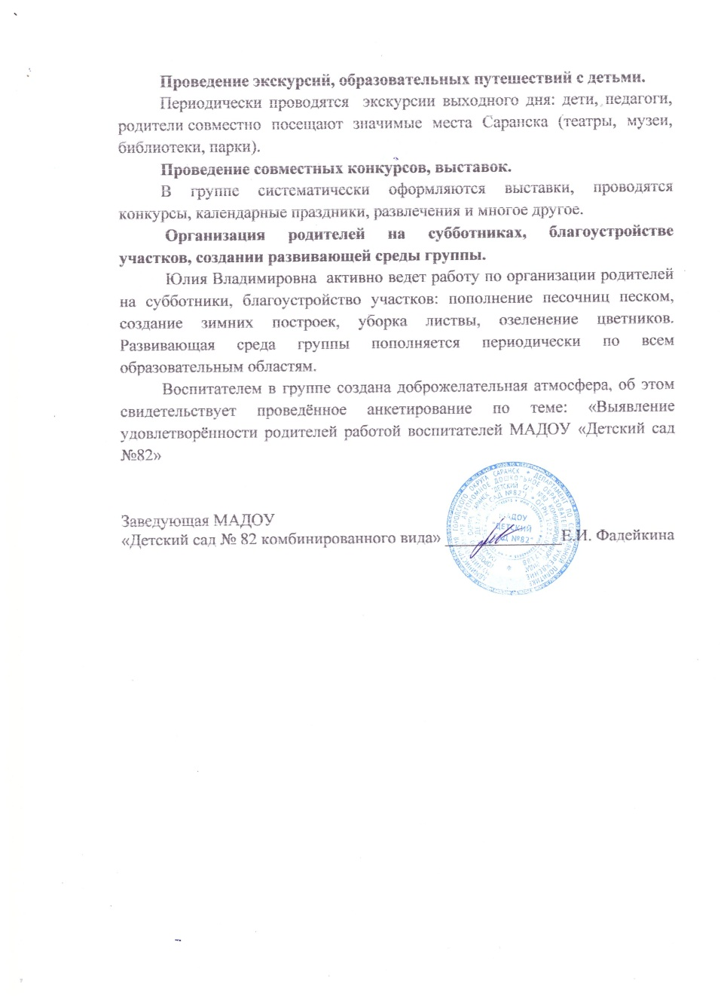 Проведение экскурсий, образовательных путешествий с детьми.
Периодически проводятся экскурсии выходного дня: дети, педагоги,
родители совместно посещают значимые места Саранска (театры, музеи,
библиотеки, парки).
Проведение совместных конкурсов, выставок.
В группе систематически оформляются выставки, проводятся
конкурсы, календарные праздники, развлечения и многое другое.
Организация родителей на субботниках, благоустройстве
участков, создании развивающей среды группы.
Юлия Владимировна активно ведет работу по организации родителей
на субботники, благоустройство участков: пополнение песочниц песком,
создание зимних построек, уборка листвы, озеленение цветников.
Развивающая среда группы пополняется периодически по всем
образовательным областям.
Воспитателем в группе создана доброжелательная атмосфера, об этом
свидетельствует проведённое анкетирование по теме: «Выявление
удовлетворённости родителей работой воспитателей МАДОУ «Детский сад
№82»
Заведующая МАДОУ
«Детский сад № 82 комбинированного вида» Е.И. Фадейкина
МАДОУ
"ДЕТСКИЙ
САД №82"